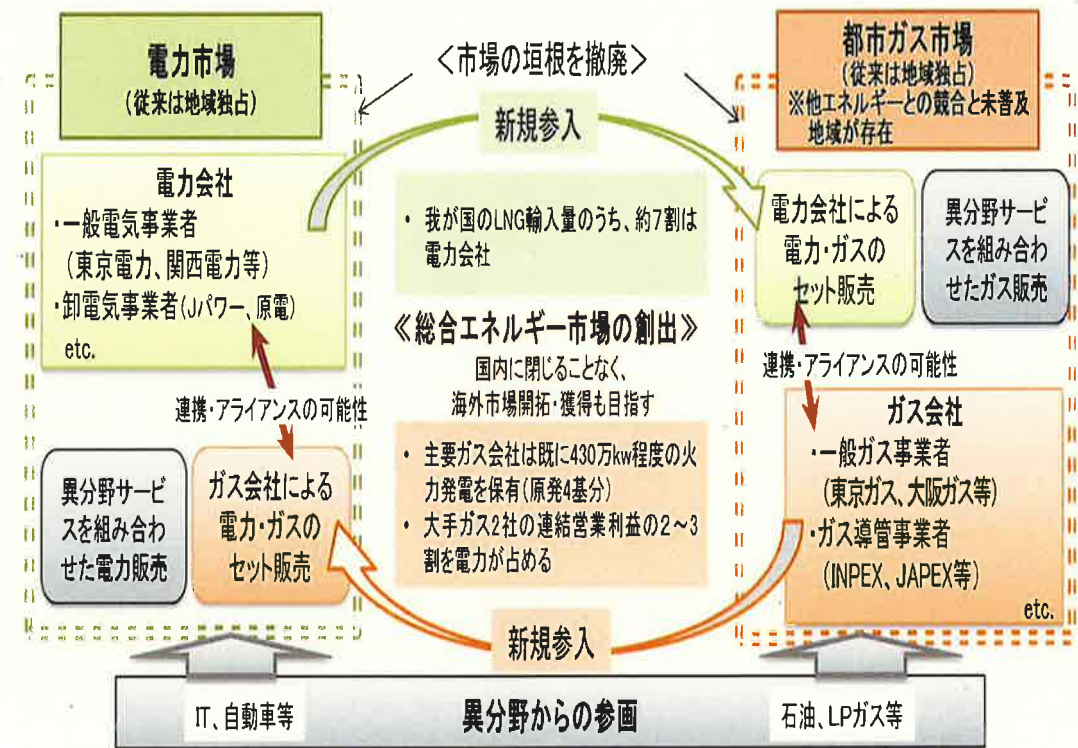 電力市場
(従来は地域独占)
<市場の垣根を撤廃>
都市ガス市場
(従来は地域独占)
※他エネルギーとの競合と未普及
地域が存在
新規参入
電力会社
・一般電気事業者
(東京電力、関西電力等)
・卸電気事業者(Jパワー、原電)
etc.
・ 我が国のLNG輸入量のうち、約7割は
電力会社
電力会社による
電力・ガスの
セット販売
異分野サービ
スを組み合わ
せたガス販売
《総合エネルギー市場の創出》
国内に閉じることなく、
海外市場開拓・獲得も目指す
連携・アライアンスの可能性
連携・アライアンスの可能性
異分野サービ
スを組み合わ
せた電力販売
ガス会社による
電力・ガスの
セット販売
・ 主要ガス会社は既に430万kw程度の火
力発電を保有(原発4基分)
・ 大手ガス2社の連結営業利益の2～3
割を電力が占める
ガス会社
・一般ガス事業者
(東京ガス、大阪ガス等)
・ガス導管事業者
(INPEX、JAPEX等)
etc.
新規参入
IT、自動車等
異分野からの参画
石油、LPガス等